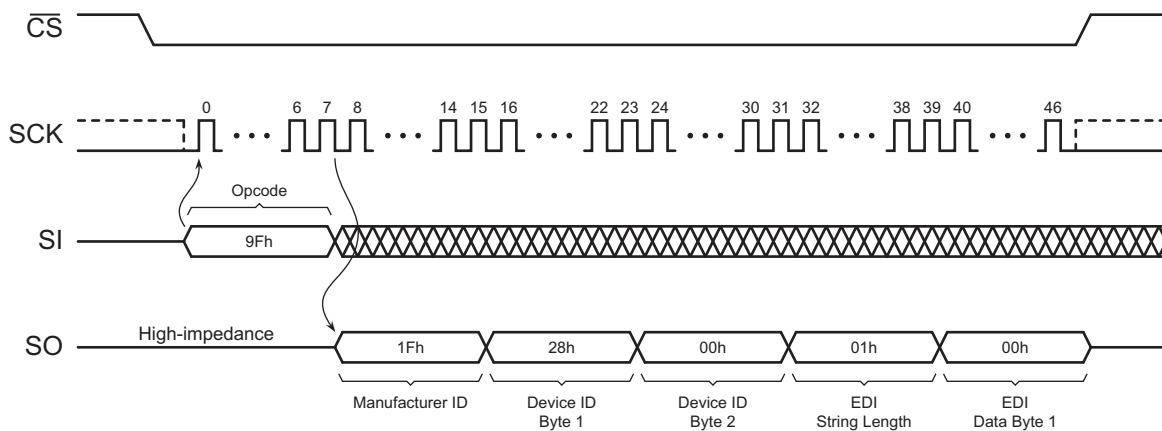 CS
0 6 7 8 14 15 16 22 23 24 30 31 32 38 39 40 46
SCK
Opcode
SI
9Fh
High-impedance
SO
1Fh 28h 00h 01h 00h
Manufacturer ID Device ID Device ID EDI EDI
Byte 1 Byte 2 String Length Data Byte 1